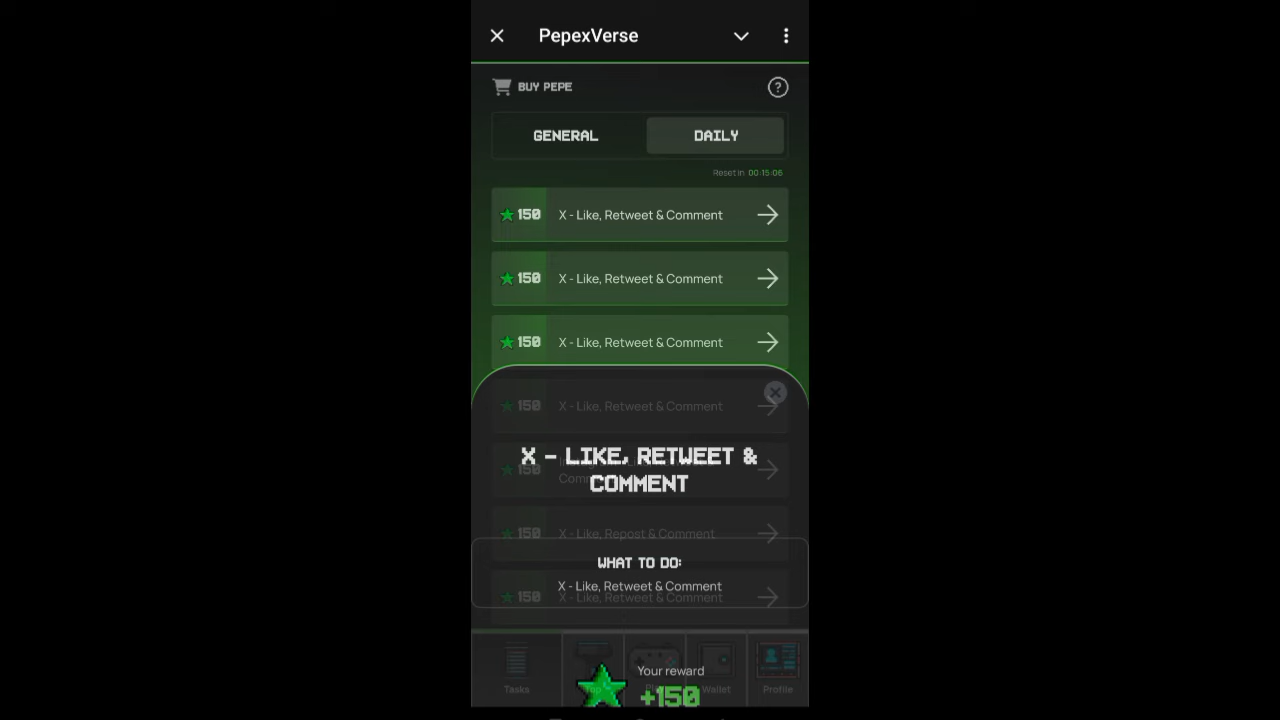 PepexVerse
BUY PEPE
?
GENERAL
DAILY
Reset in 00:15:06
150 X - Like, Retweet & Comment
150 X - Like, Retweet & Comment
150 X - Like, Retweet & Comment
150 X - Like, Retweet & Comment
X - LIKE, RETWEET &
COMMENT
150
150 X - Like, Repost & Comment
WHAT TO DO:
X - Like, Retweet & Comment
150 X - Like, Retweet & Comment
Your reward
+150
Tasks
Wallet
Profile